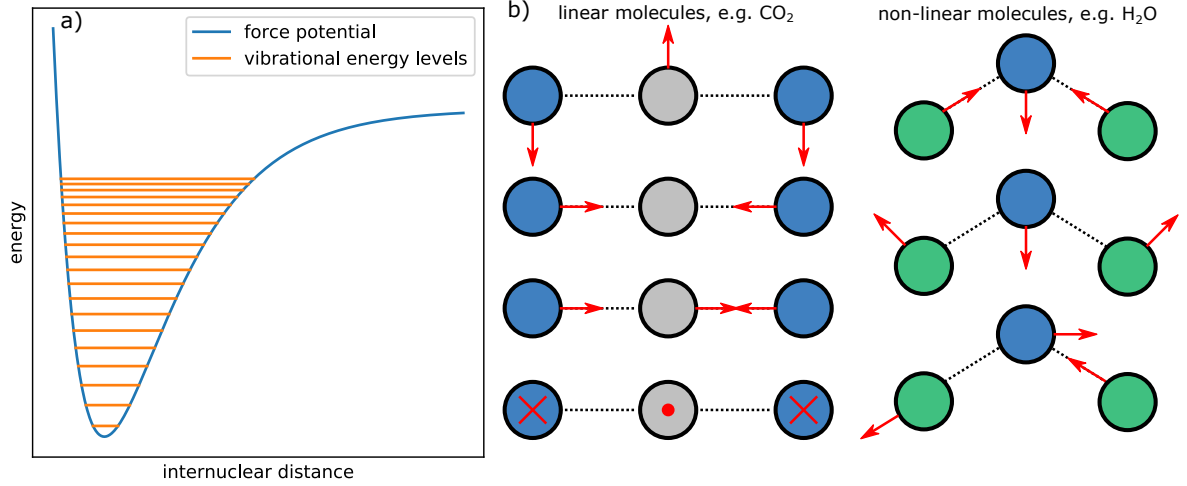 a)
force potential
vibrational energy levels
energy
internuclear distance
b)
linear molecules, e.g. CO₂
non-linear molecules, e.g. H₂O